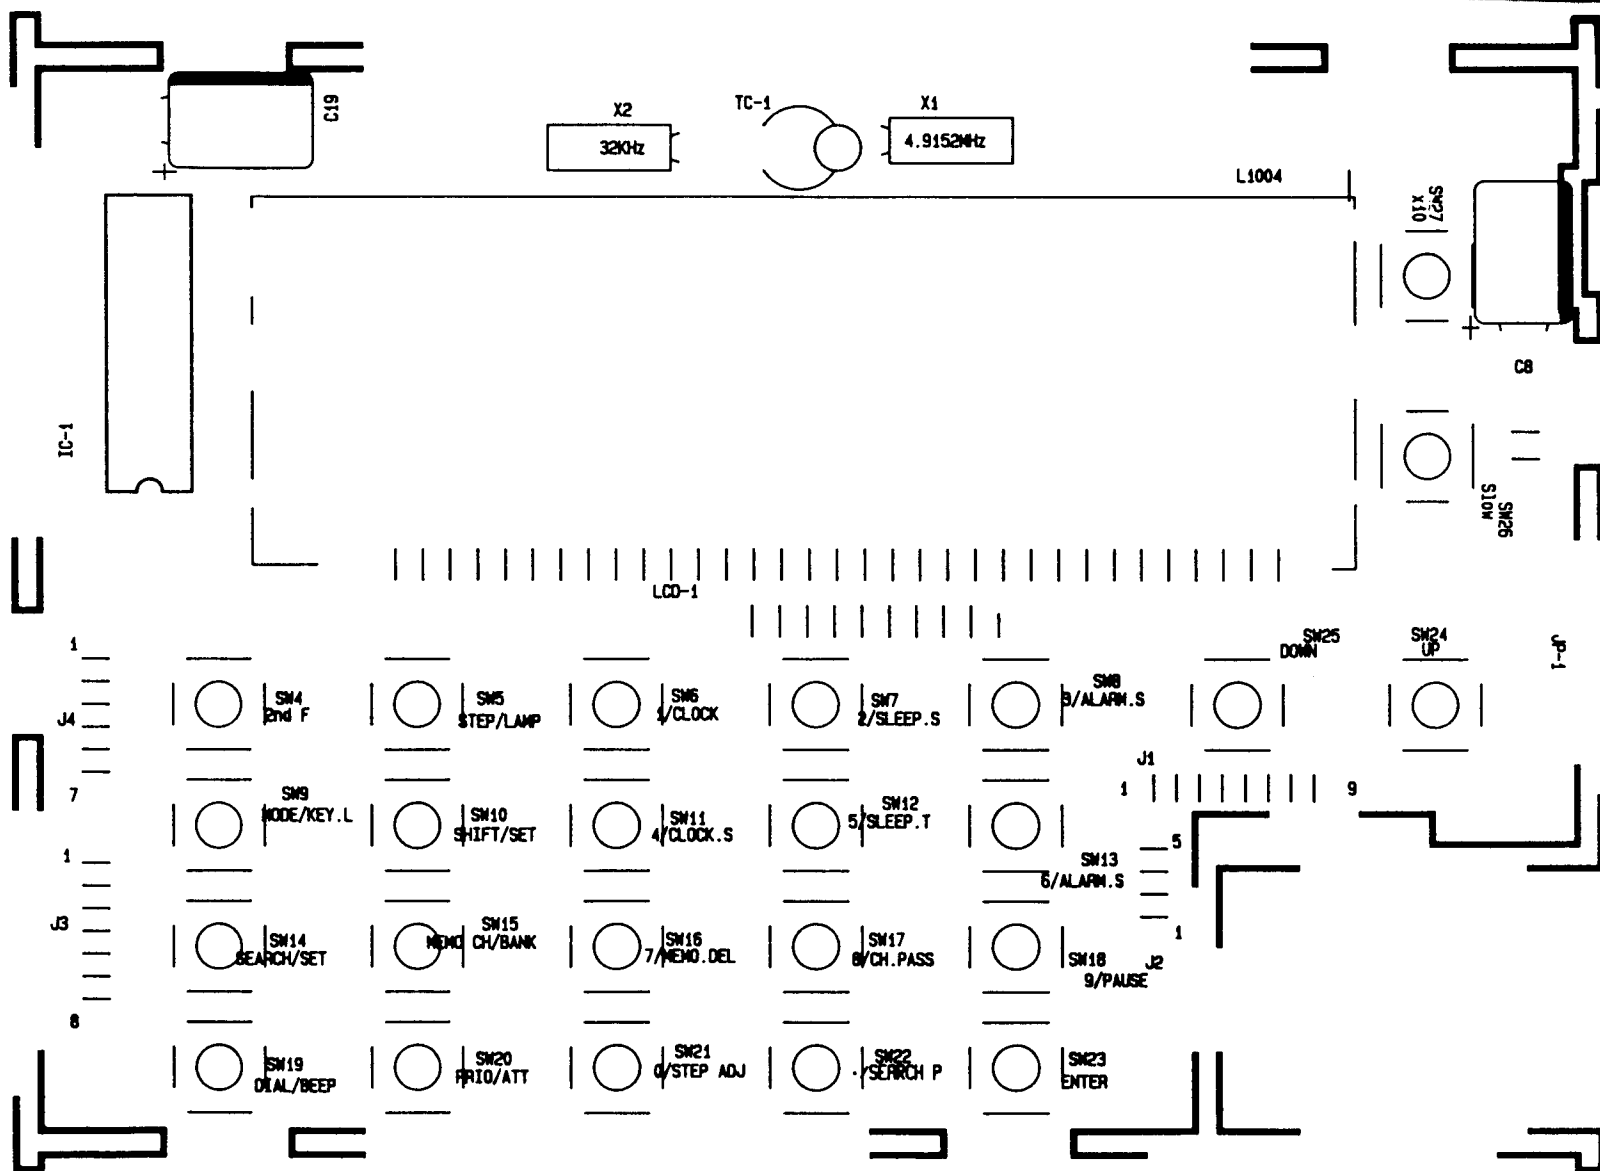 C19
X2
32KHz
TC-1
X1
4.9152MHz
L1004
SW27
X10
C8
IC-1
SW26
Slow
LCD-1
1
J4
7
SW4
2nd F
SW5
STEP/LAMP
SW6
1/CLOCK
SW7
2/SLEEP.S
SW8
3/ALARM.S
SW25
DOWN
SW24
UP
JP-1
J1
1
9
SW9
MODE/KEY.L
SW10
SHIFT/SET
SW11
4/CLOCK.S
SW12
5/SLEEP.T
SW13
6/ALARM.S
5
1
J2
1
J3
8
SW14
SEARCH/SET
SW15
MEMO CH/BANK
SW16
7/MEMO.DEL
SW17
8/CH.PASS
SW18
9/PAUSE
SW19
DIAL/BEEP
SW20
PRIO/ATT
SW21
0/STEP ADJ
SW22
./SERRCH P
SW23
ENTER